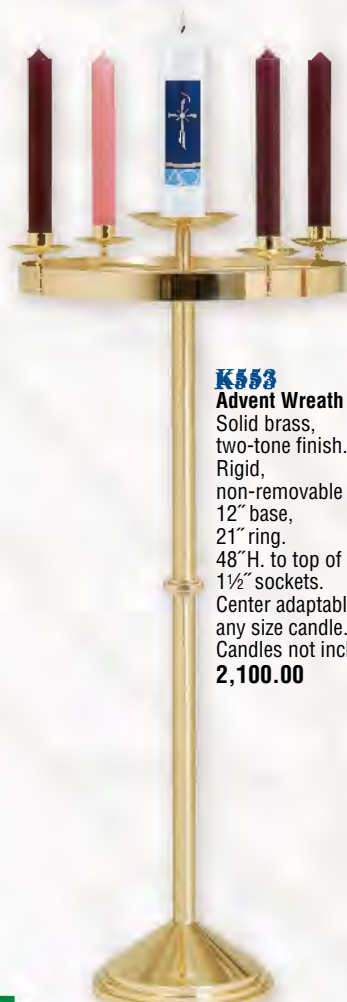 K553
Advent Wreath
Solid brass,
two-tone finish.
Rigid,
non-removable
12″ base,
21″ ring.
48″H. to top of
1½″ sockets.
Center
any size candle.
Candles not
2,100.00